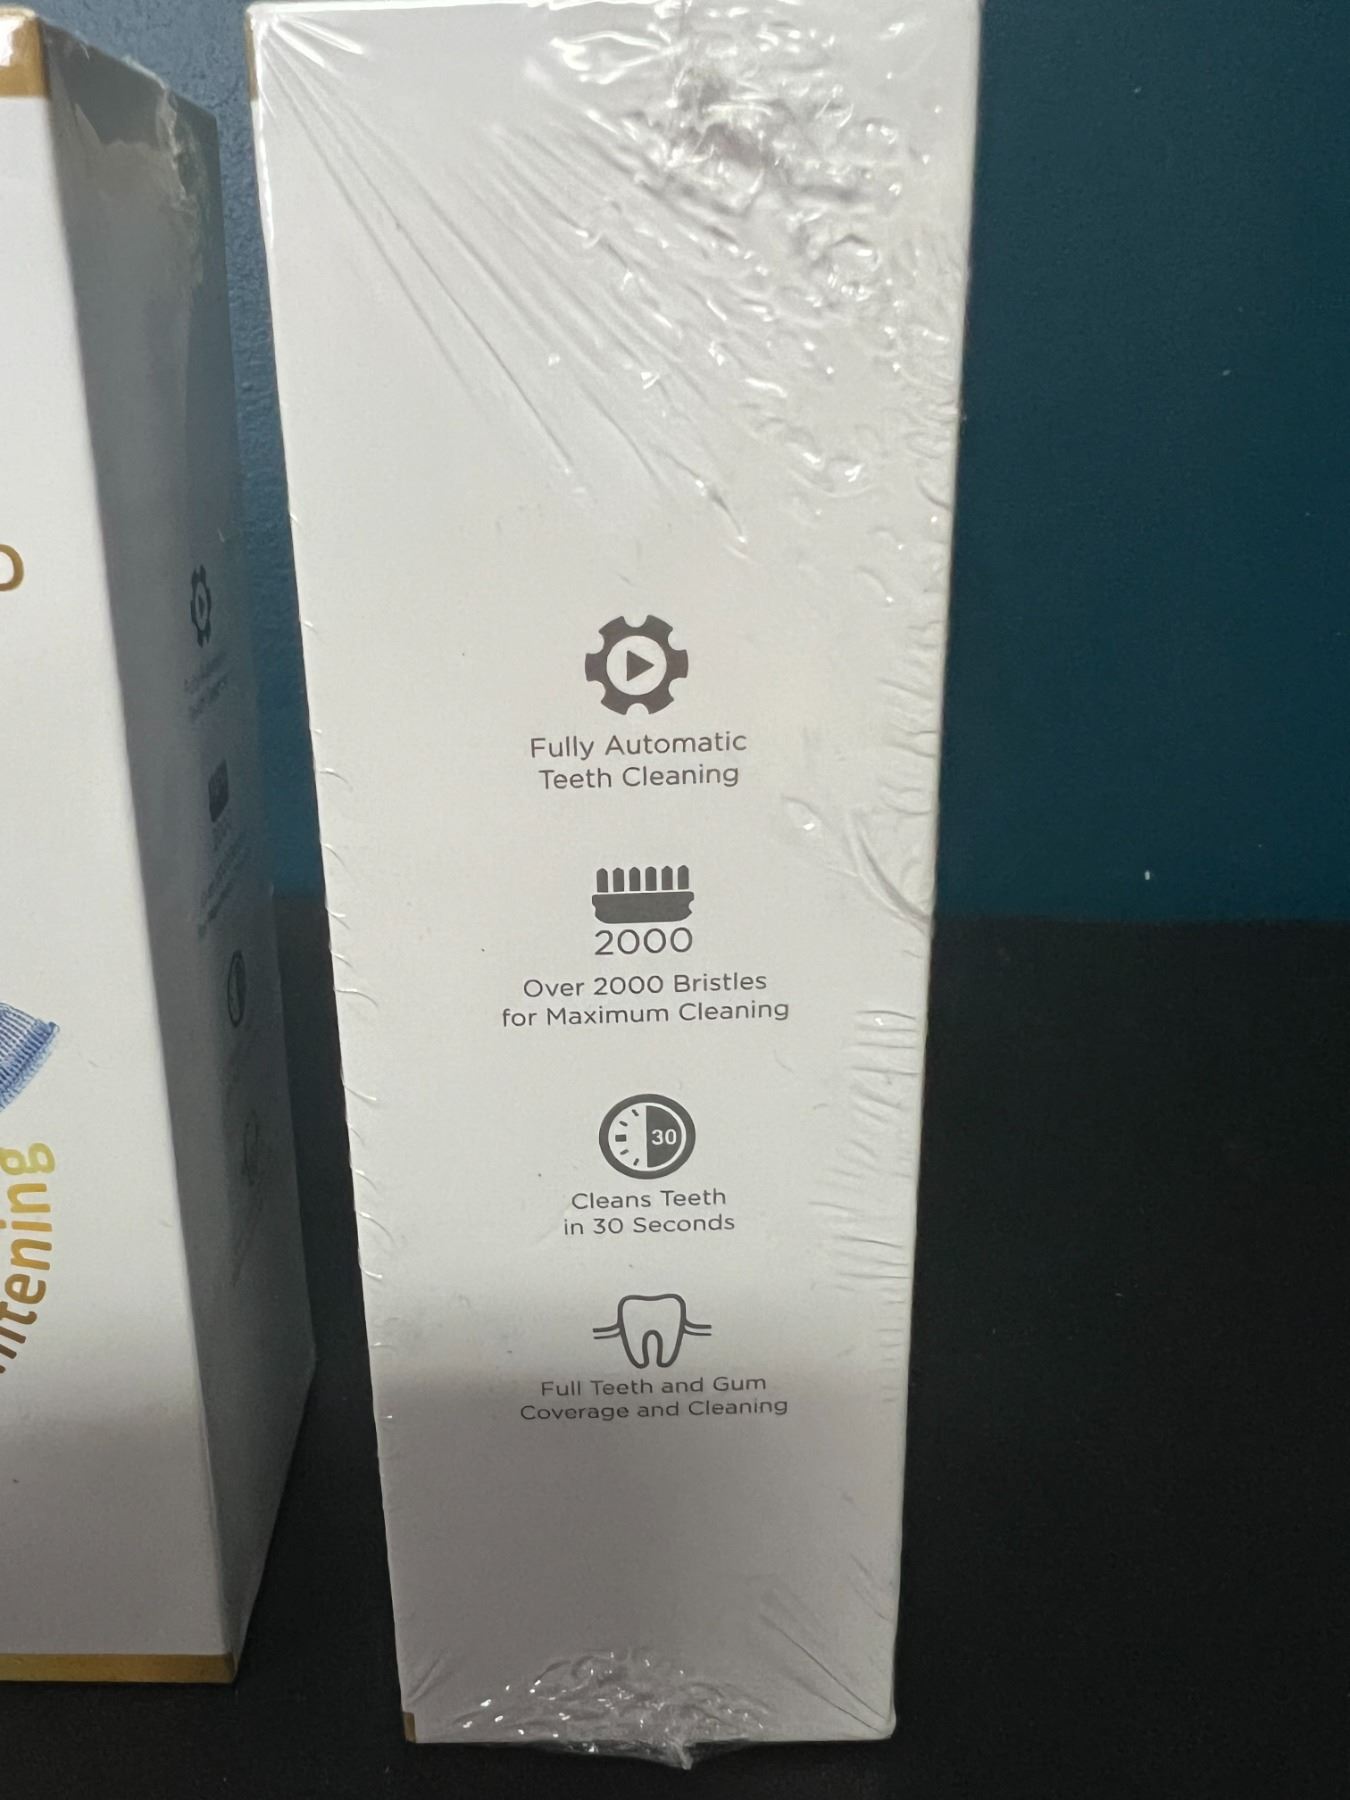 Fully Automatic
Teeth Cleaning
2000
Over 2000 Bristles
for Maximum Cleaning
30
Cleans Teeth
in 30 Seconds
Full Teeth and Gum
Coverage and Cleaning